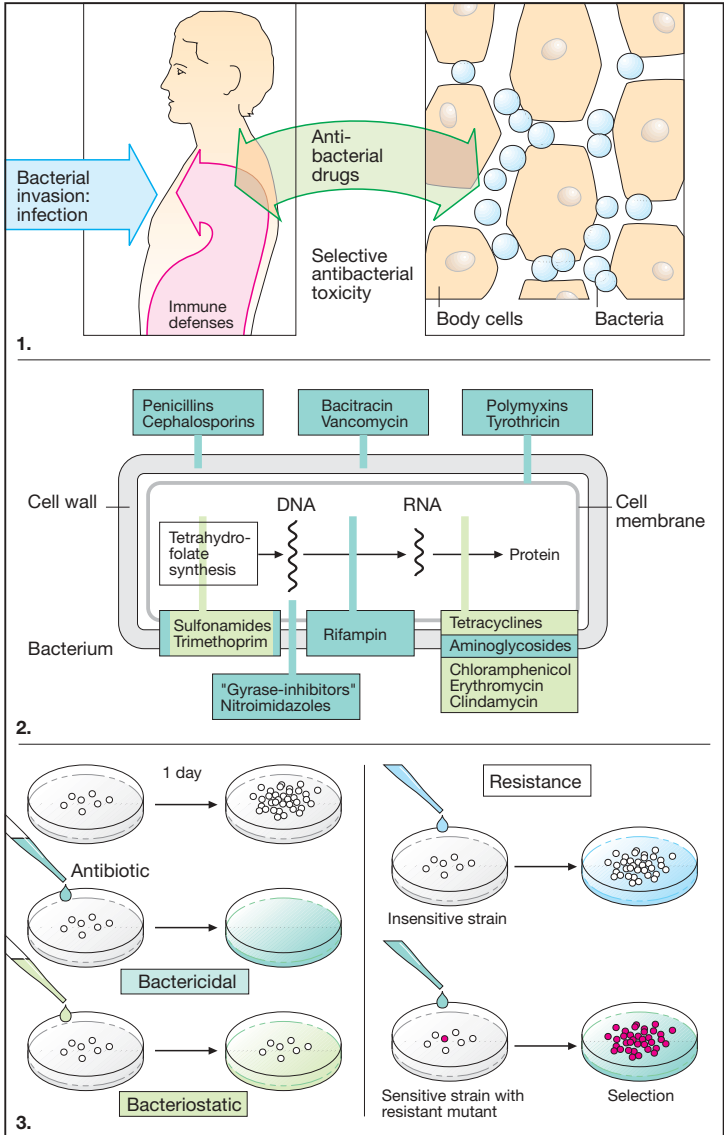 Bacterial
invasion:
infection
Immune
defenses
Anti-
bacterial
drugs
Selective
antibacterial
toxicity
Body cells
Bacteria
1.
Penicillins
Cephalosporins
Bacitracin
Vancomycin
Polymyxins
Tyrothricin
Cell wall
DNA
RNA
Cell
membrane
Tetrahydro-
folate
synthesis
Protein
Bacterium
Sulfonamides
Trimethoprim
Rifampin
Tetracyclines
Aminoglycosides
Chloramphenicol
Erythromycin
Clindamycin
"Gyrase-inhibitors"
Nitroimidazoles
2.
1 day
Antibiotic
Bactericidal
Bacteriostatic
Resistance
Insensitive strain
Sensitive strain with
resistant mutant
Selection
3.